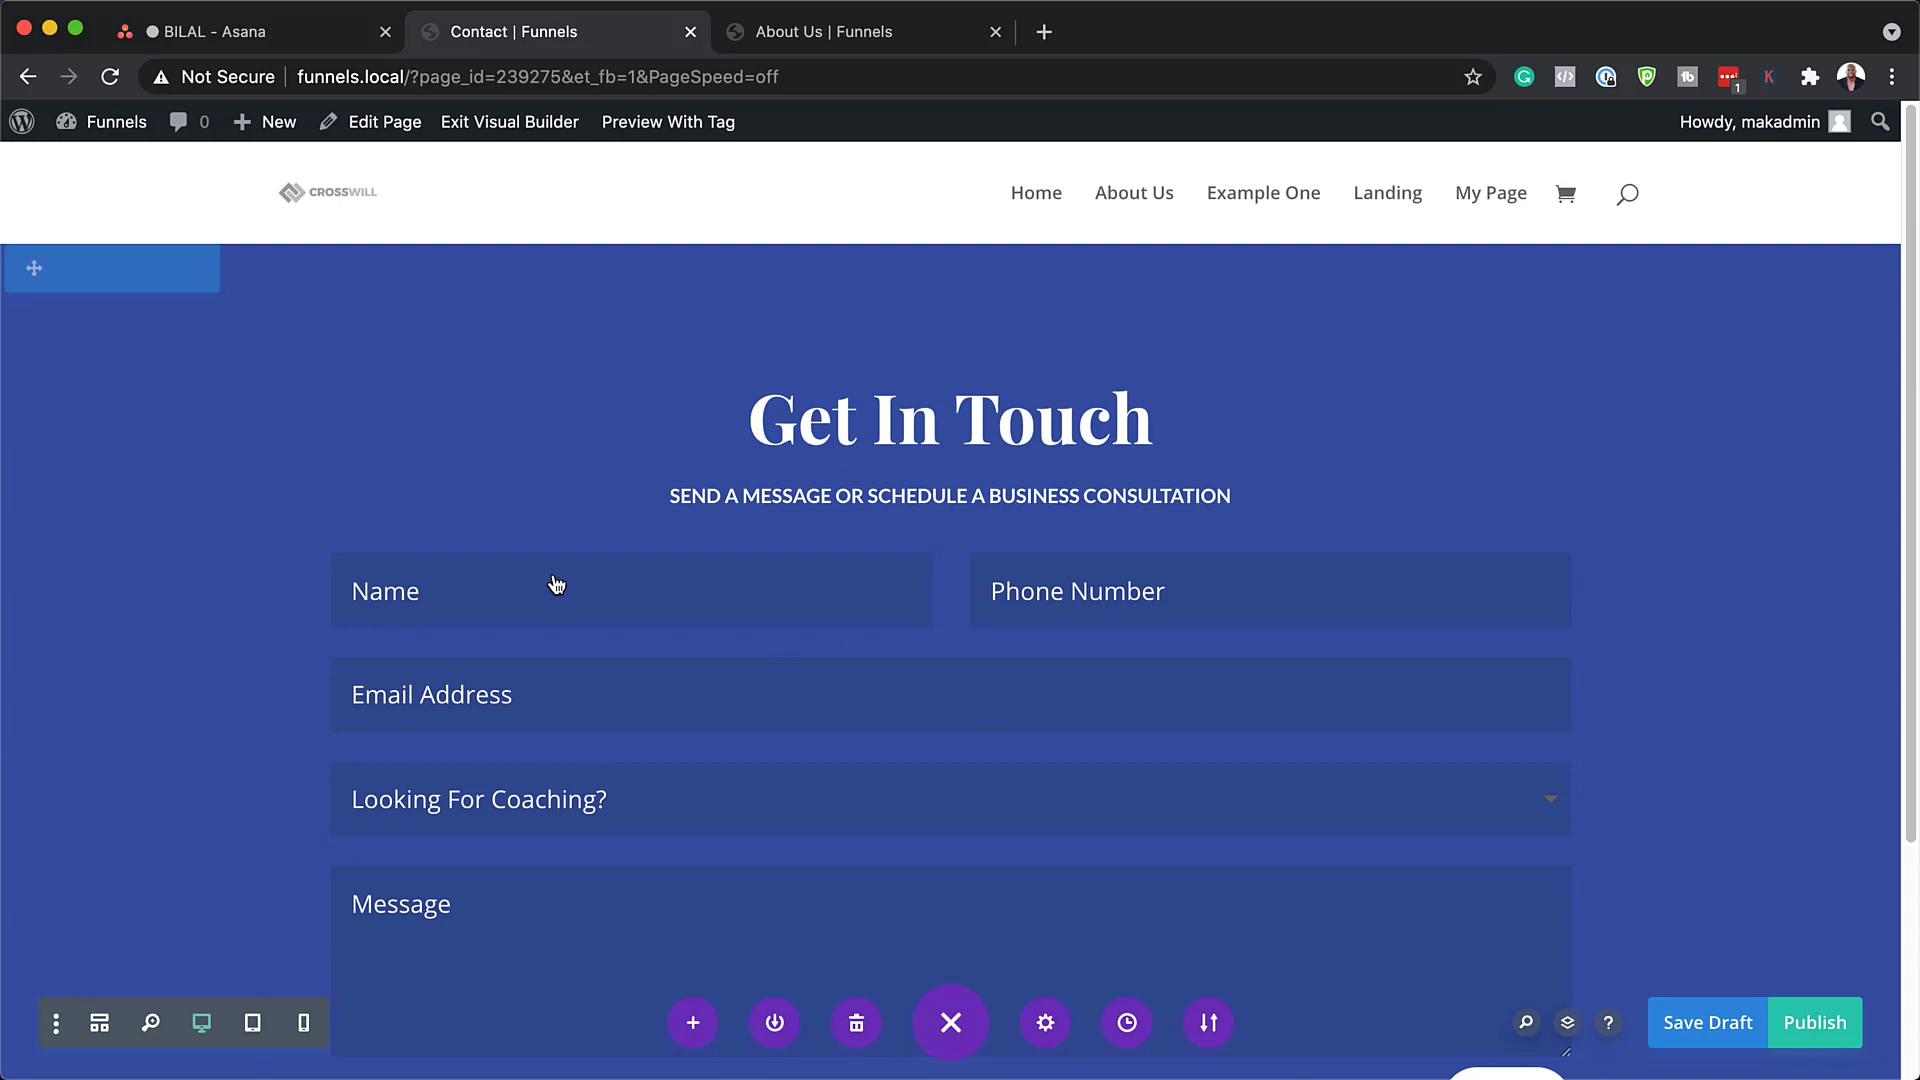 BILAL - Asana
Contact | Funnels
About Us | Funnels
Not Secure
funnels.local/?page_id=239275&et_fb=1&PageSpeed=off
1
Funnels
0
New
Edit Page
Exit Visual Builder
Preview With Tag
Howdy, makadmin
CROSSWILL
Home
About Us
Example One
Landing
My Page
Get In Touch
SEND A MESSAGE OR SCHEDULE A BUSINESS CONSULTATION
Name
Phone Number
Email Address
Looking For Coaching?
Message
Save Draft
Publish